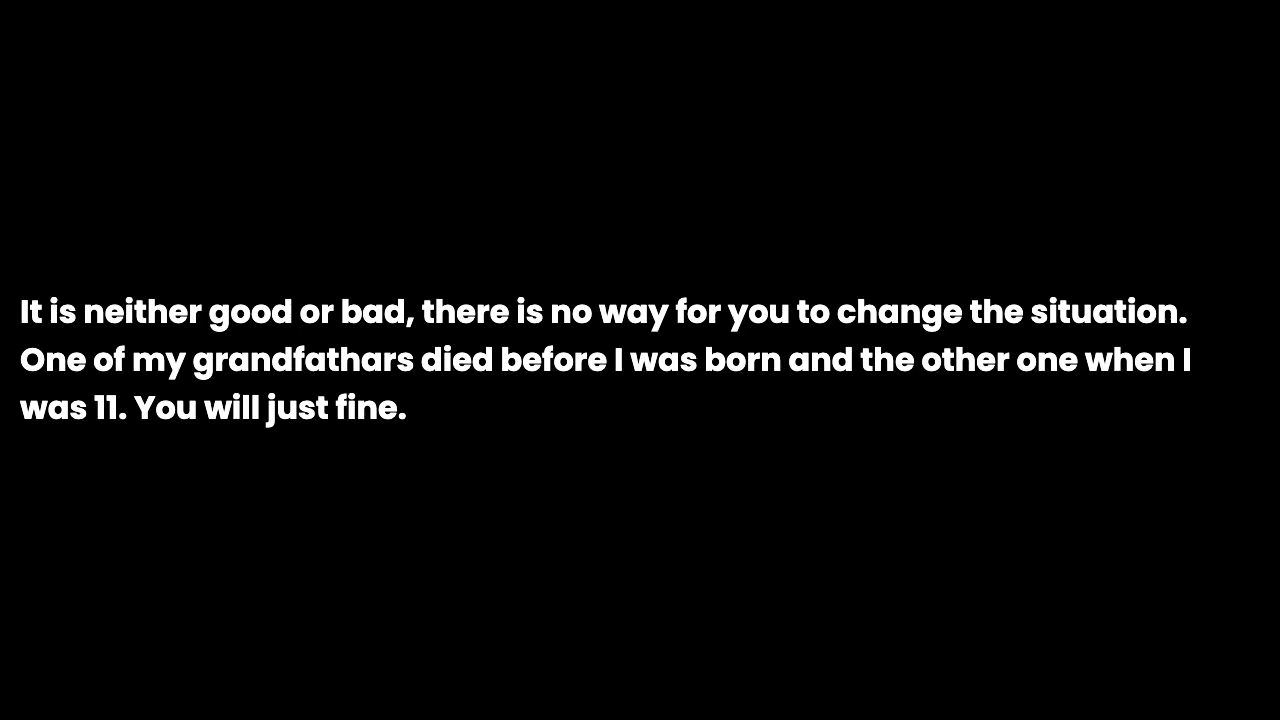 It is neither good or bad, there is no way for you to change the situation.
One of my grandfathars died before I was born and the other one when I
was 11. You will just fine.